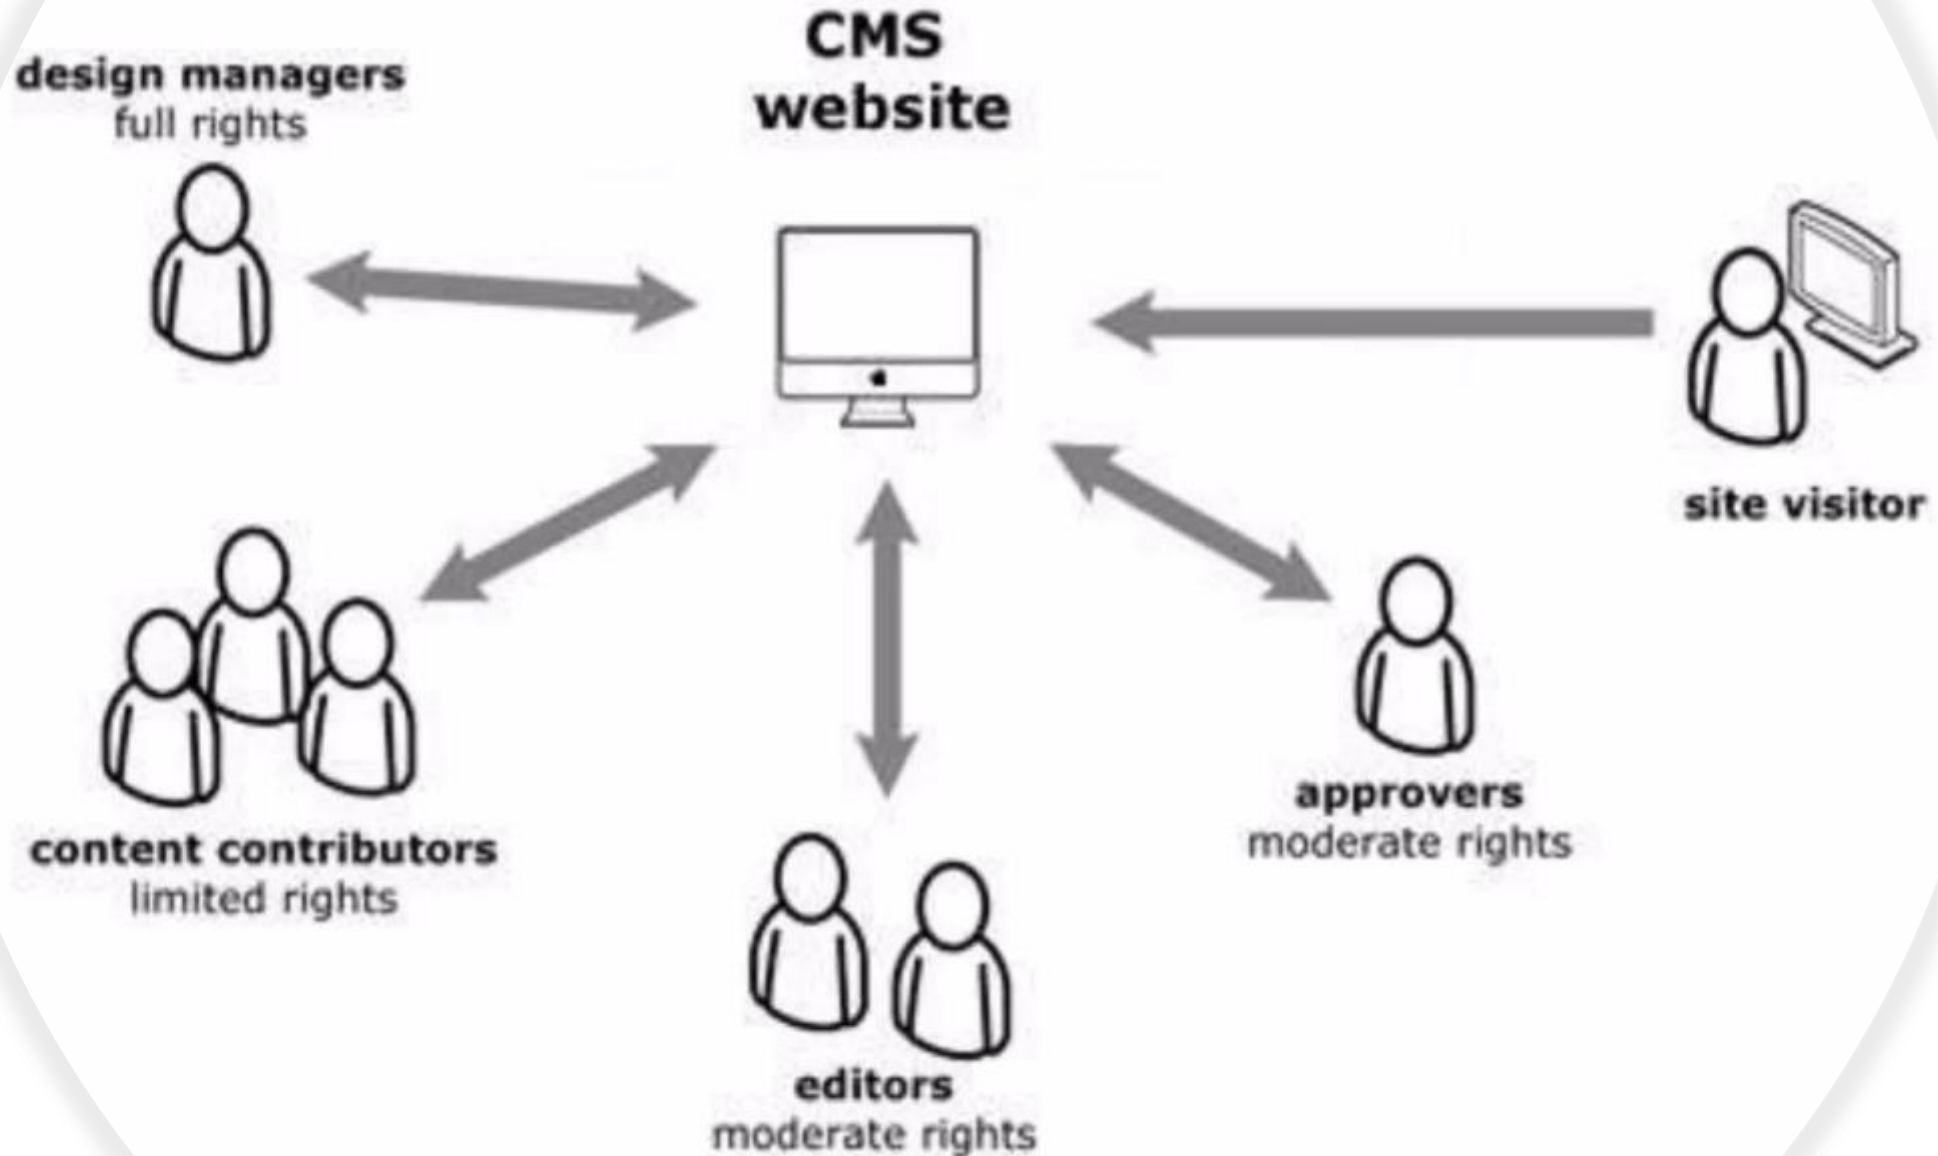 CMS
website
design managers
full rights
site visitor
content contributors
limited rights
approvers
moderate rights
editors
moderate rights